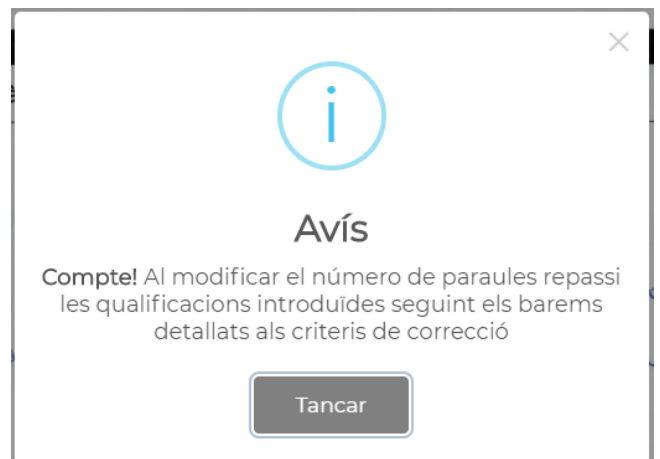 Avís
Compte! Al modificar el número de paraules repassi
les qualificacions introduïdes seguint els barems
detallats als criteris de correcció
Tancar